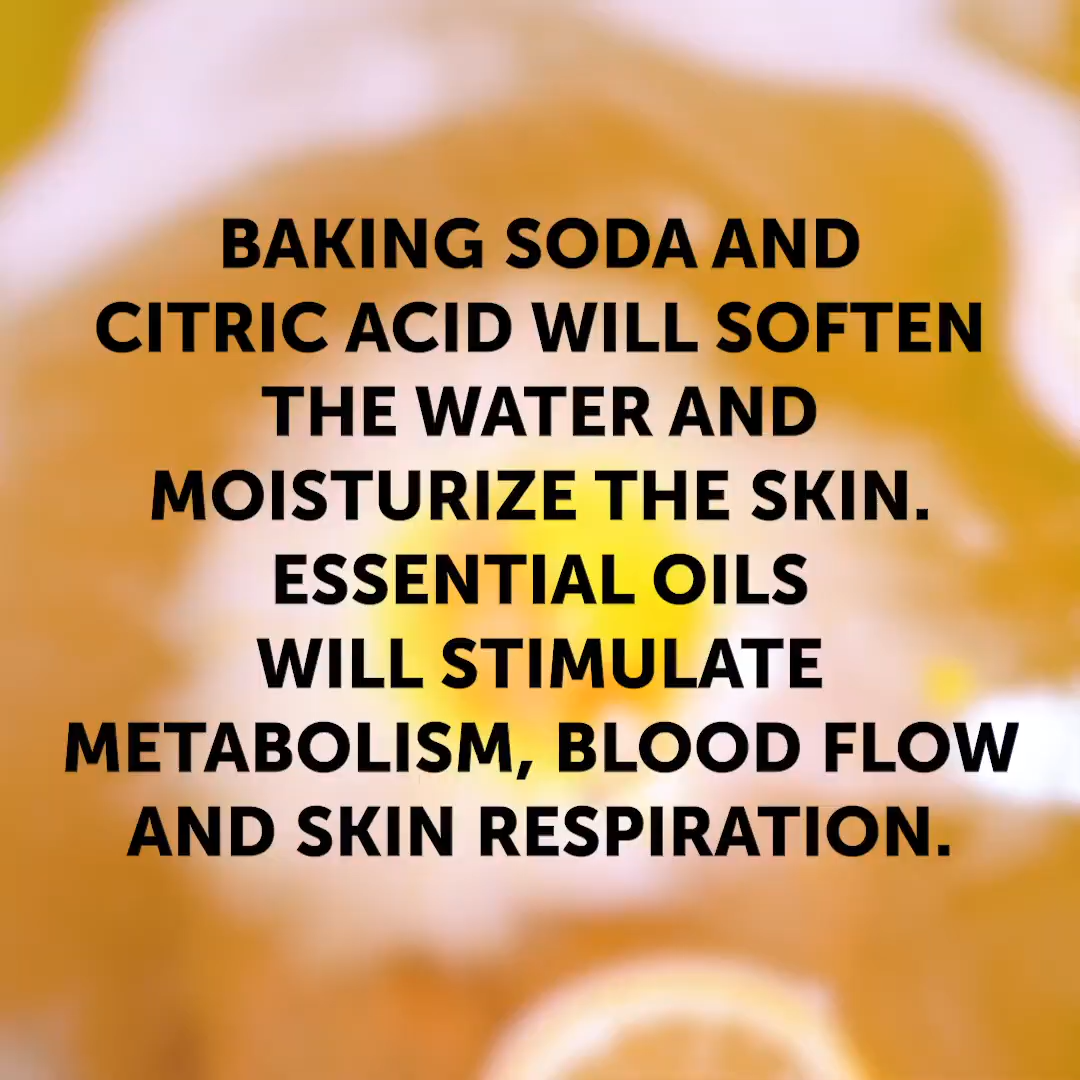 BAKING SODA AND
CITRIC ACID WILL SOFTEN
THE WATER AND
MOISTURIZE THE SKIN.
ESSENTIAL OILS
WILL STIMULATE
METABOLISM, BLOOD FLOW
AND SKIN RESPIRATION.